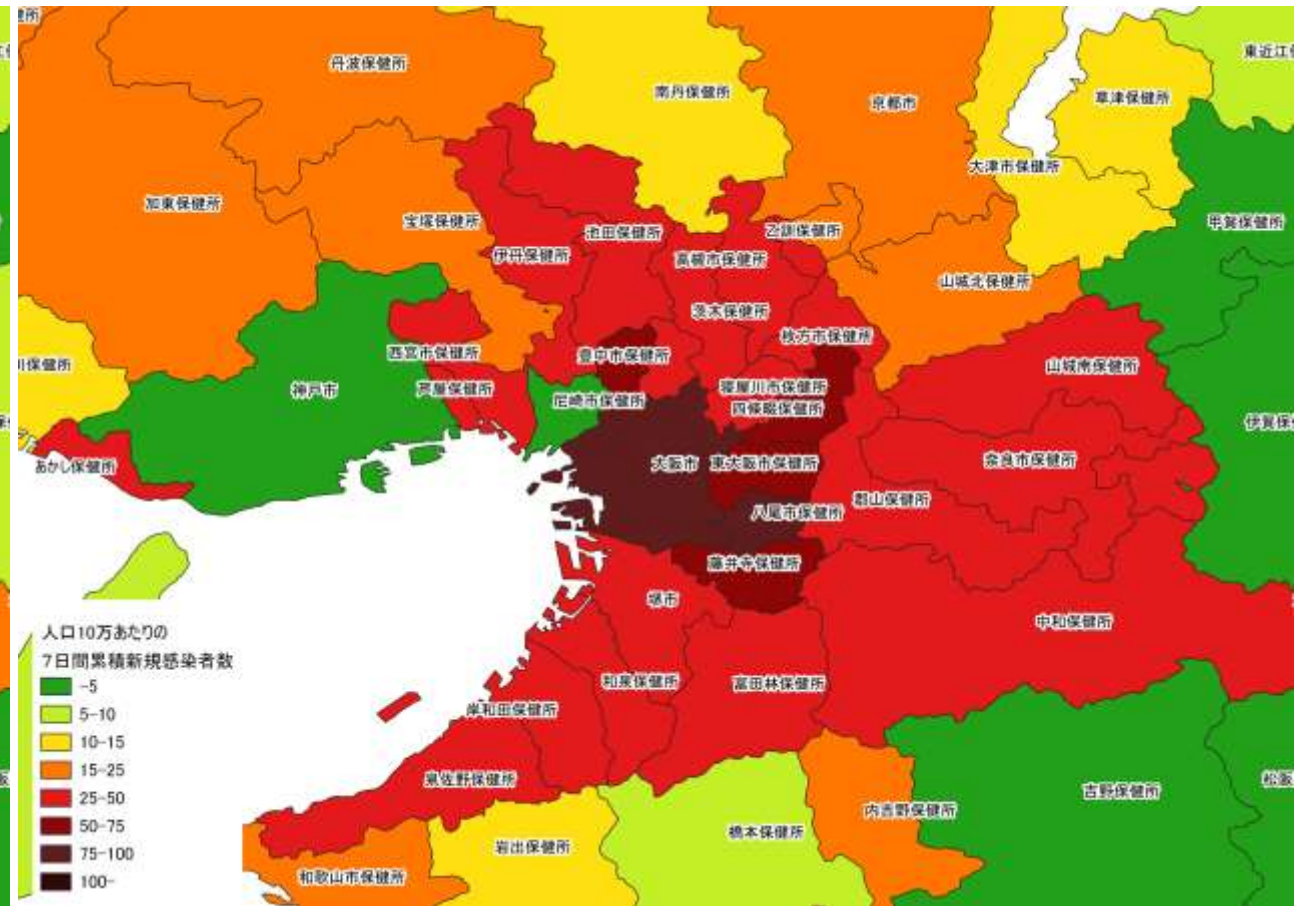 丹波保健所
南丹保健所
京都市
草津保健所
東近江
大津市保健所
加東保健所
宝塚保健所
池田保健所
乙訓保健所
甲賀保健所
伊丹保健所
高槻市保健所
山城北保健所
茨木保健所
枚方市保健所
西宮市保健所
豊中市保健所
川保健所
山城南保健所
神戸市
芦屋保健所
尼崎市保健所
寝屋川市保健所
四條畷保健所
伊賀保
あかし保健所
大阪市
東大阪市保健所
奈良市保健所
郡山保健所
八尾市保健所
藤井寺保健所
堺市
中和保健所
人口10万あたりの
7日間累積新規感染者数
-5
5-10
10-15
15-25
25-50
50-75
75-100
100-
和泉保健所
富田林保健所
岸和田保健所
泉佐野保健所
吉野保健所
松阪
内吉野保健所
橋本保健所
岩出保健所
和歌山市保健所